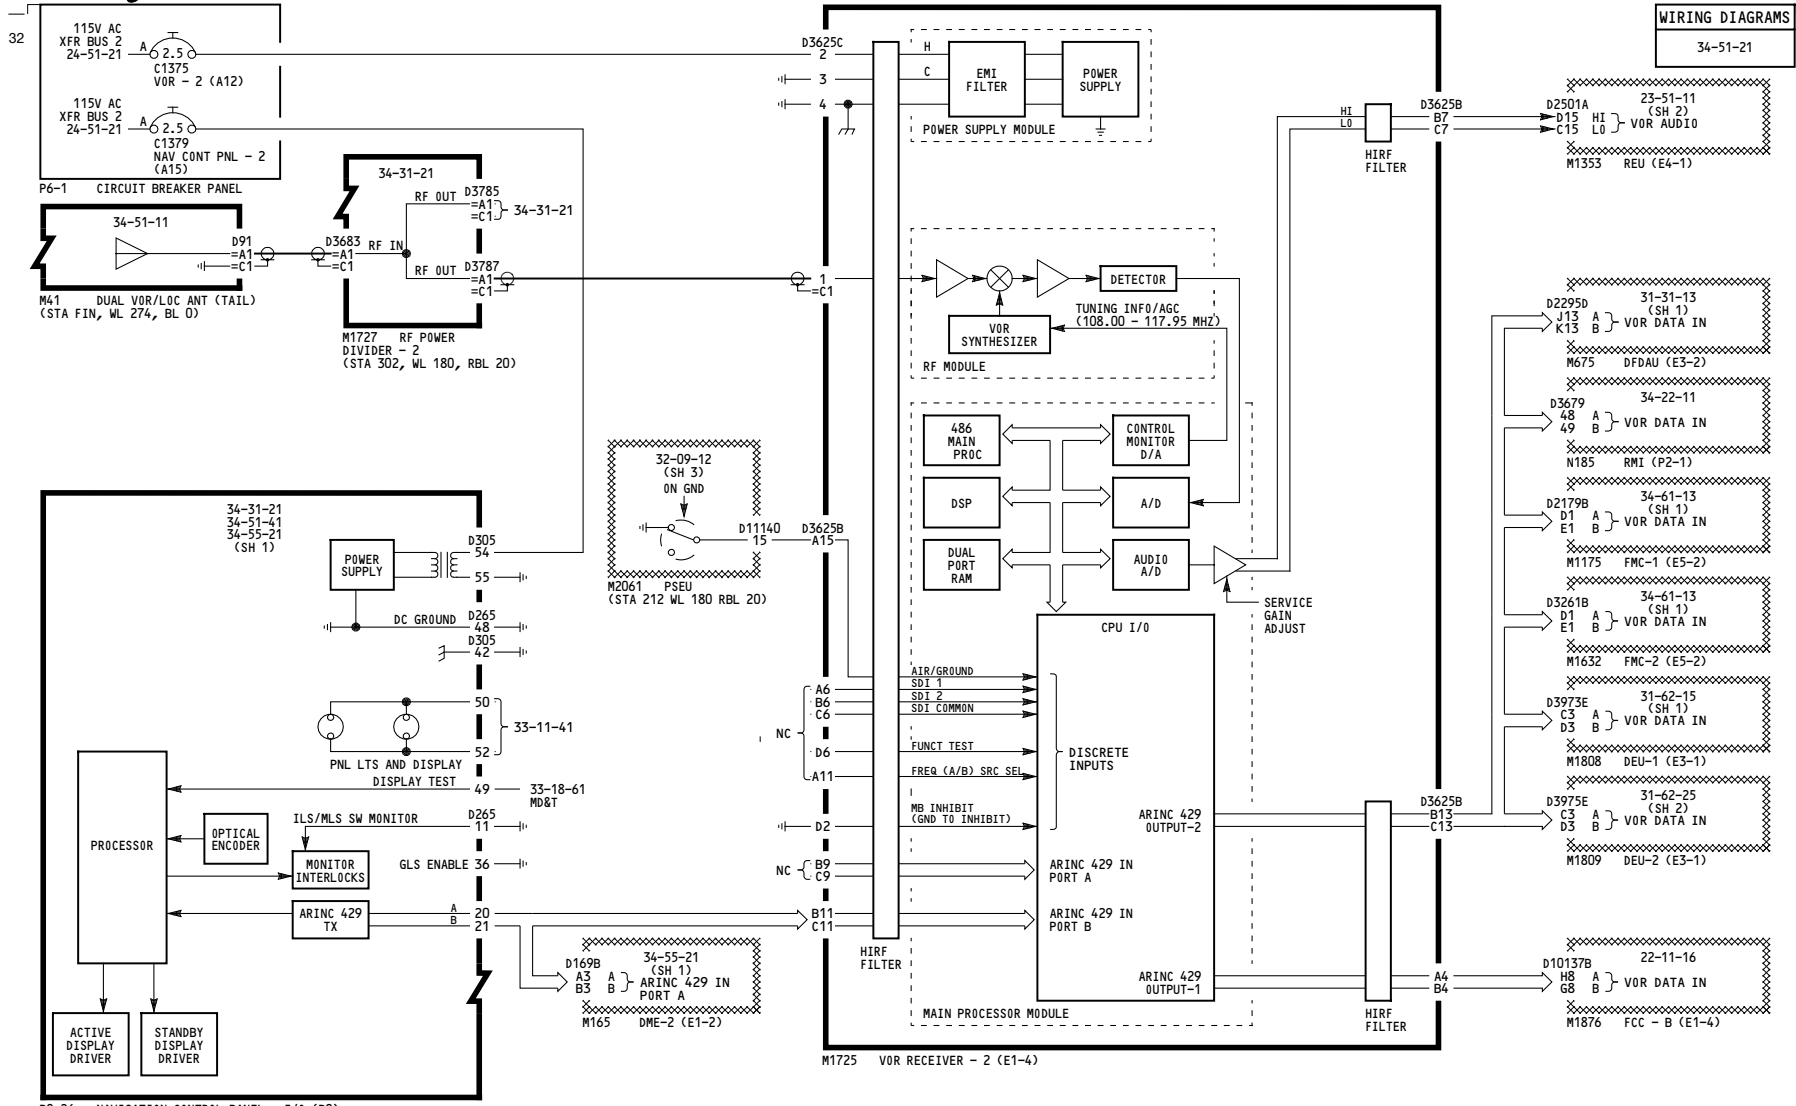 32
115V AC
XFR BUS 2
24-51-21
A
2.5
C1375
VOR - 2 (A12)
115V AC
XFR BUS 2
24-51-21
A
2.5
C1379
NAV CONT PNL - 2
(A15)
P6-1 CIRCUIT BREAKER PANEL
34-51-11
D91
=A1
=C1
M41 DUAL VOR/LOC ANT (TAIL)
(STA FIN, WL 274, BL 0)
34-31-21
D3683
=A1
=C1
RF IN
RF OUT
D3785
=A1
=C1
34-31-21
RF OUT
D3787
=A1
=C1
M1727 RF POWER
DIVIDER - 2
(STA 302, WL 180, RBL 20)
34-31-21
34-51-41
34-55-21
(SH 1)
POWER
SUPPLY
D305
54
55
DC GROUND
D265
48
D305
42
50
52
33-11-41
PNL LTS AND DISPLAY
DISPLAY TEST
49
33-18-61
MD&T
ILS/MLS SW MONITOR
D265
11
PROCESSOR
OPTICAL
ENCODER
MONITOR
INTERLOCKS
GLS ENABLE 36
ARINC 429
TX
A
B
20
21
ACTIVE
DISPLAY
DRIVER
STANDBY
DISPLAY
DRIVER
32-09-12
(SH 3)
ON GND
D11140
15
M2061 PSEU
(STA 212 WL 180 RBL 20)
D169B
A3 A
B3 B
34-55-21
(SH 1)
ARINC 429 IN
PORT A
M165 DME-2 (E1-2)
D3625C
2
3
4
1
=C1
D3625B
A15
NC
A6
B6
C6
D6
A11
D2
NC
B9
C9
B11
C11
HIRF
FILTER
H
C
EMI
FILTER
POWER
SUPPLY
POWER SUPPLY MODULE
DETECTOR
TUNING INFO/AGC
(108.00 - 117.95 MHZ)
VOR
SYNTHESIZER
RF MODULE
486
MAIN
PROC
CONTROL
MONITOR
D/A
DSP
A/D
DUAL
PORT
RAM
AUDIO
A/D
SERVICE
GAIN
ADJUST
CPU I/O
AIR/GROUND
SDI 1
SDI 2
SDI COMMON
FUNCT TEST
FREQ (A/B) SRC SEL
MB INHIBIT
(GND TO INHIBIT)
DISCRETE
INPUTS
ARINC 429
OUTPUT-2
ARINC 429 IN
PORT A
ARINC 429 IN
PORT B
ARINC 429
OUTPUT-1
MAIN PROCESSOR MODULE
M1725 VOR RECEIVER - 2 (E1-4)
HI
LO
HIRF
FILTER
D3625B
B7
C7
D3625B
B13
C13
A4
B4
HIRF
FILTER
WIRING DIAGRAMS
34-51-21
D2501A
D15 HI
C15 LO
23-51-11
(SH 2)
VOR AUDIO
M1353 REU (E4-1)
D2295D
J13 A
K13 B
31-31-13
(SH 1)
VOR DATA IN
M675 DFDAU (E3-2)
D3679
48 A
49 B
34-22-11
VOR DATA IN
N185 RMI (P2-1)
D2179B
D1 A
E1 B
34-61-13
(SH 1)
VOR DATA IN
M1175 FMC-1 (E5-2)
D3261B
D1 A
E1 B
34-61-13
(SH 1)
VOR DATA IN
M1632 FMC-2 (E5-2)
D3973E
C3 A
D3 B
31-62-15
(SH 1)
VOR DATA IN
M1808 DEU-1 (E3-1)
D3975E
C3 A
D3 B
31-62-25
(SH 2)
VOR DATA IN
M1809 DEU-2 (E3-1)
D10137B
H8 A
G8 B
22-11-16
VOR DATA IN
M1876 FCC - B (E1-4)